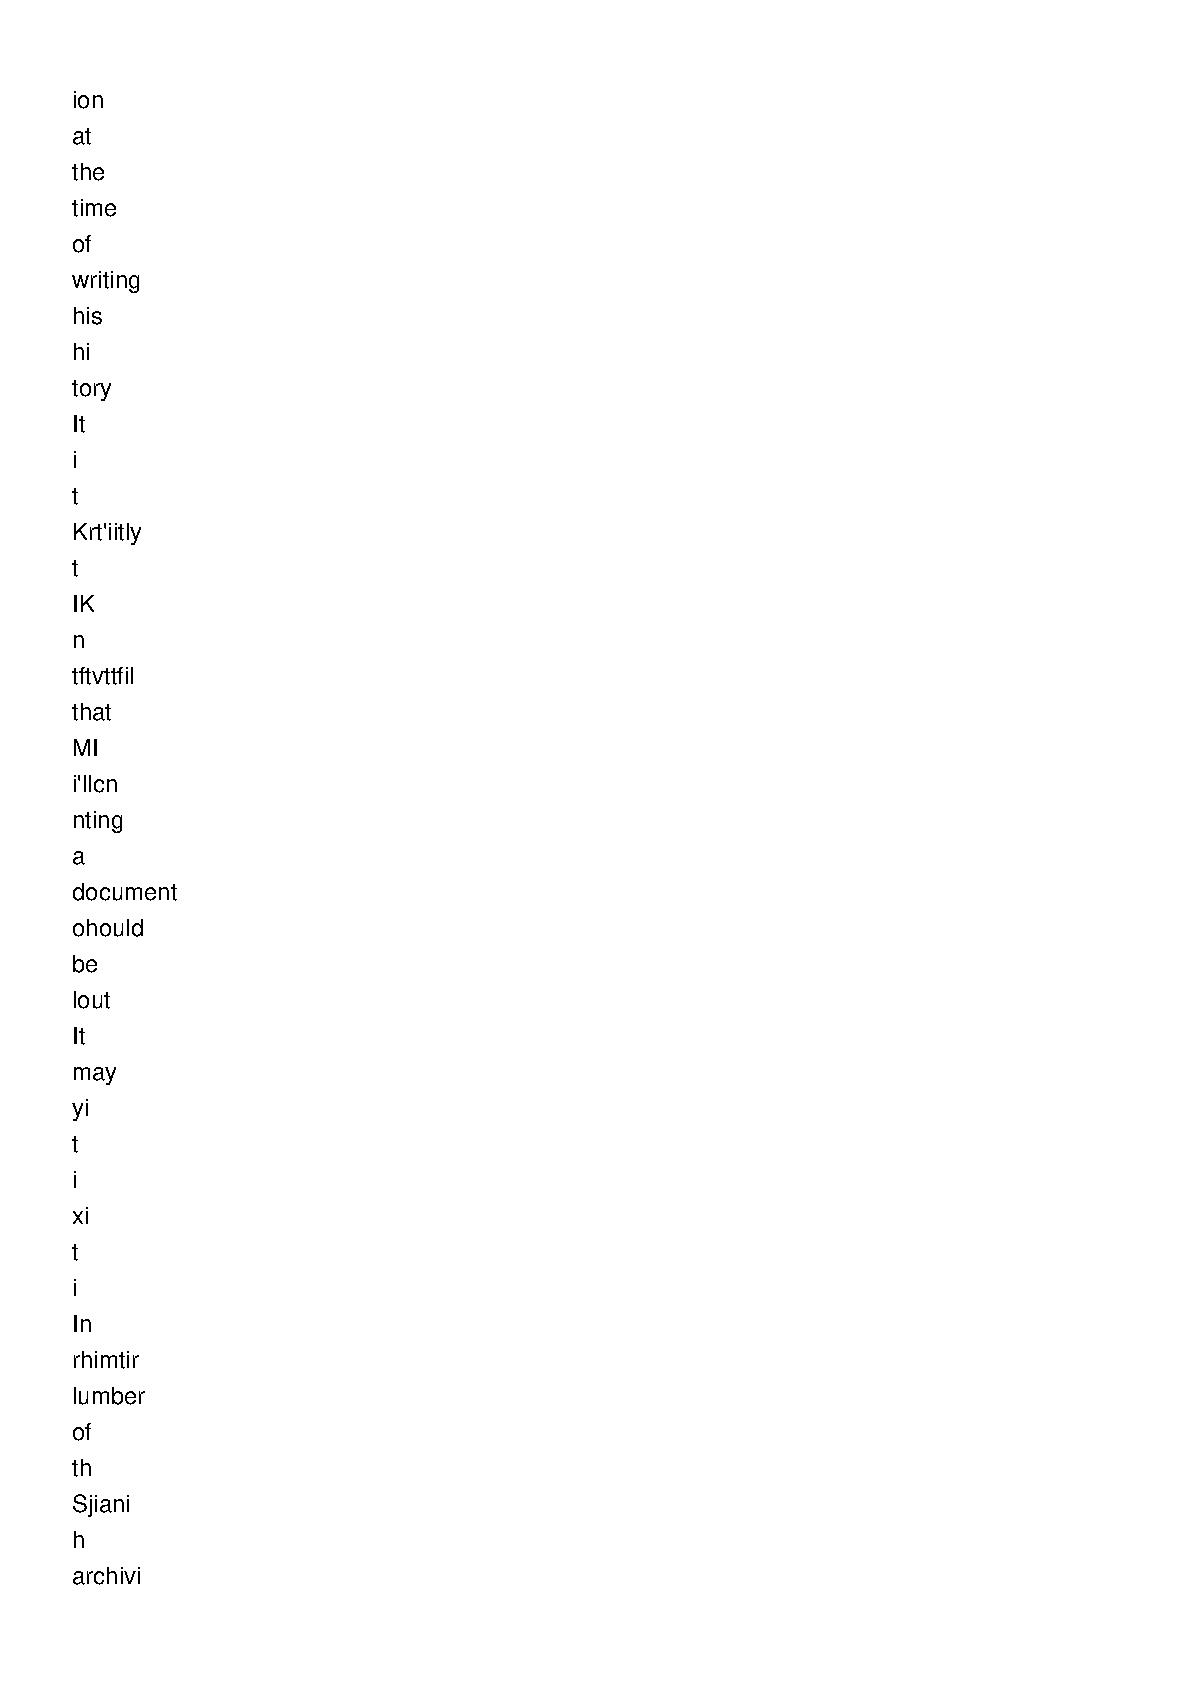 ion
at
the
time
of
writing
his
hi
tory
It
i
t
Krt'iitly
t
IK
n
tftvttfil
that
MI
i'llcn
nting
a
document
ohould
be
lout
It
may
yi
t
i
xi
t
i
In
rhimtir
lumber
of
th
Sjiani
h
archivi